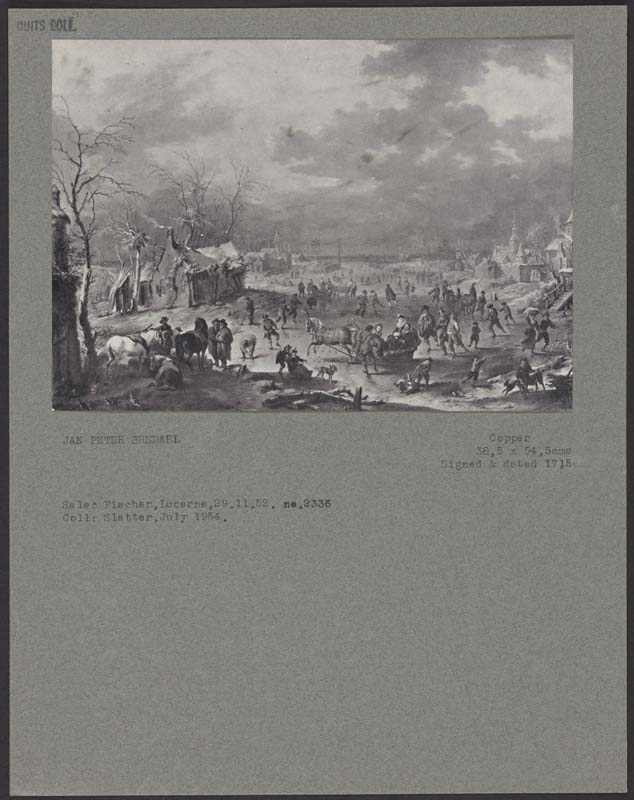 DUITS COLL.
JAN PETER BREDAEL
Copper
38,5 x 54,5cms
Signed & dated 1715
Sale: Fischer,Lucerne,29.11.52. no.2336
Coll: Slatter,July 1954.